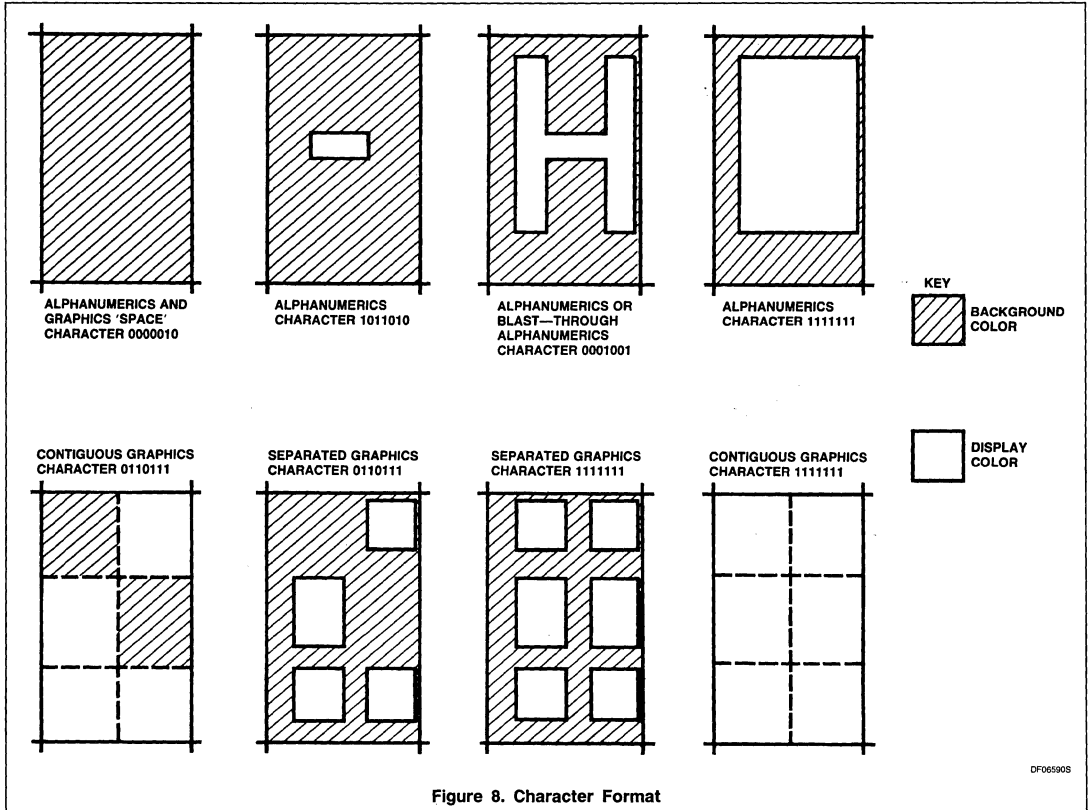 ALPHANUMERICS AND
GRAPHICS 'SPACE'
CHARACTER 0000010
ALPHANUMERICS
CHARACTER 1011010
ALPHANUMERICS OR
BLAST—THROUGH
ALPHANUMERICS
CHARACTER 0001001
ALPHANUMERICS
CHARACTER 1111111
KEY
BACKGROUND
COLOR
DISPLAY
COLOR
CONTIGUOUS GRAPHICS
CHARACTER 0110111
SEPARATED GRAPHICS
CHARACTER 0110111
SEPARATED GRAPHICS
CHARACTER 1111111
CONTIGUOUS GRAPHICS
CHARACTER 1111111
DF06590S
Figure 8. Character Format